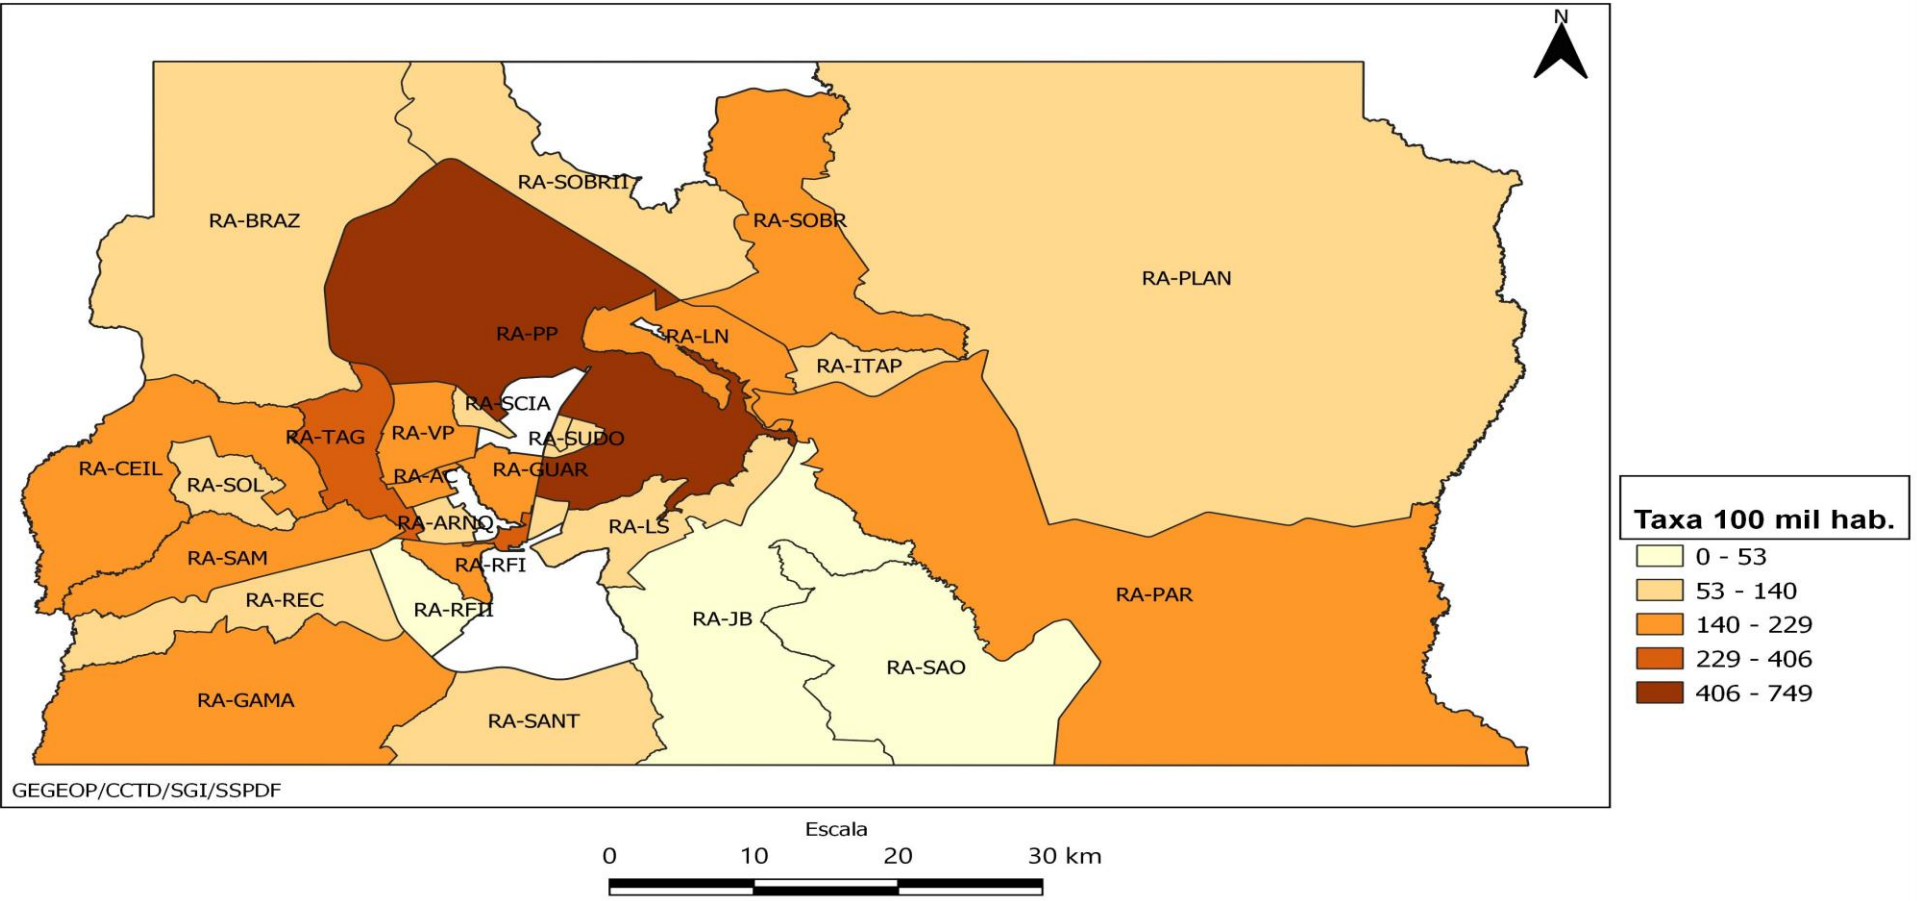 N
RA-SOBRII
RA-BRAZ
RA-SOBR
RA-PLAN
RA-PP
RA-LN
RA-ITAP
RA-SCIA
RA-TAG
RA-VP
RA-SUDO
RA-CEIL
RA-SOL
RA-AC
RA-GUAR
RA-ARNQ
RA-LS
RA-SAM
RA-RFI
RA-REC
RA-RFII
RA-JB
RA-PAR
RA-SAO
RA-GAMA
RA-SANT
GEGEOP/CCTD/SGI/SSPDF
Taxa 100 mil hab.
0 - 53
53 - 140
140 - 229
229 - 406
406 - 749
Escala
0 10 20 30 km